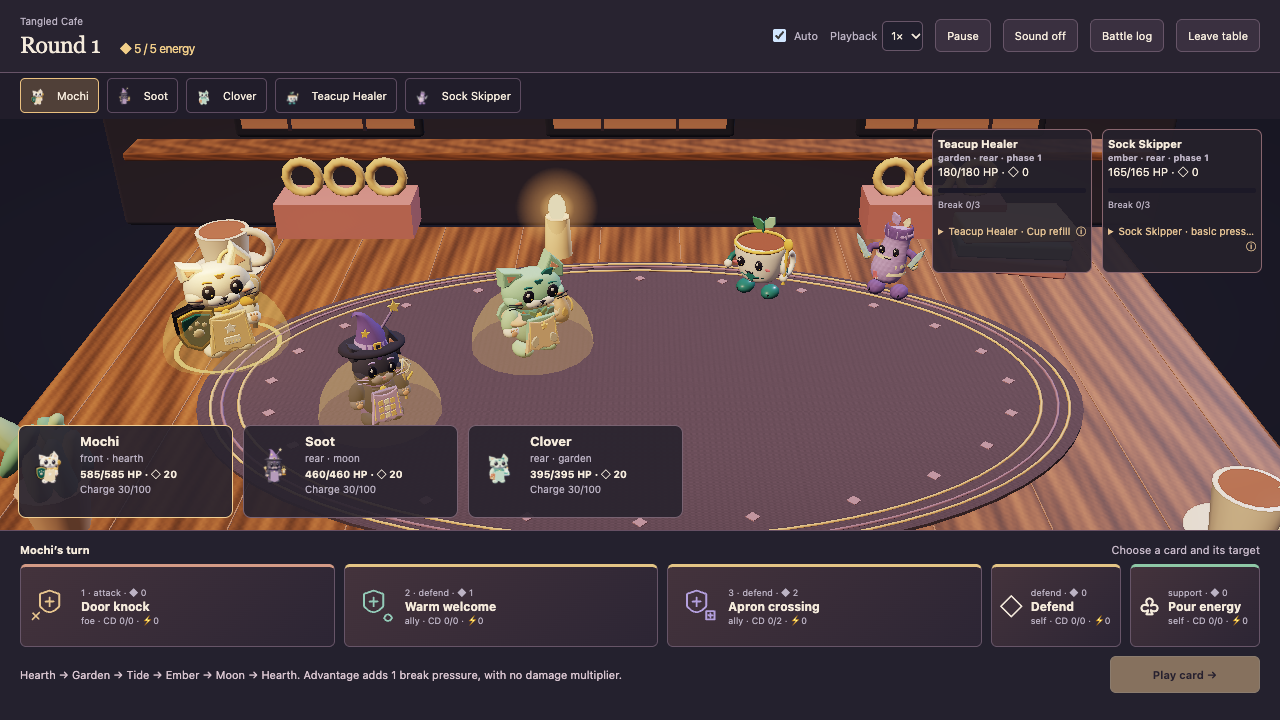 Tangled Cafe
Round 1
5 / 5 energy
Auto
Playback
1×
Pause
Sound off
Battle log
Leave table
Mochi
Soot
Clover
Teacup Healer
Sock Skipper
Teacup Healer
garden · rear · phase 1
180/180 HP · ◇ 0
Break 0/3
Teacup Healer · Cup refill ⓘ
Sock Skipper
ember · rear · phase 1
165/165 HP · ◇ 0
Break 0/3
Sock Skipper · basic press... ⓘ
Mochi
front · hearth
585/585 HP · ◇ 20
Charge 30/100
Soot
rear · moon
460/460 HP · ◇ 20
Charge 30/100
Clover
rear · garden
395/395 HP · ◇ 20
Charge 30/100
Mochi's turn
Choose a card and its target
1 · attack · ◆ 0
Door knock
foe · CD 0/0 · ⚡0
2 · defend · ◆ 1
Warm welcome
ally · CD 0/0 · ⚡0
3 · defend · ◆ 2
Apron crossing
ally · CD 0/2 · ⚡0
defend · ◆ 0
Defend
self · CD 0/0 · ⚡0
support · ◆ 0
Pour energy
self · CD 0/0 · ⚡0
Hearth → Garden → Tide → Ember → Moon → Hearth. Advantage adds 1 break pressure, with no damage multiplier.
Play card →